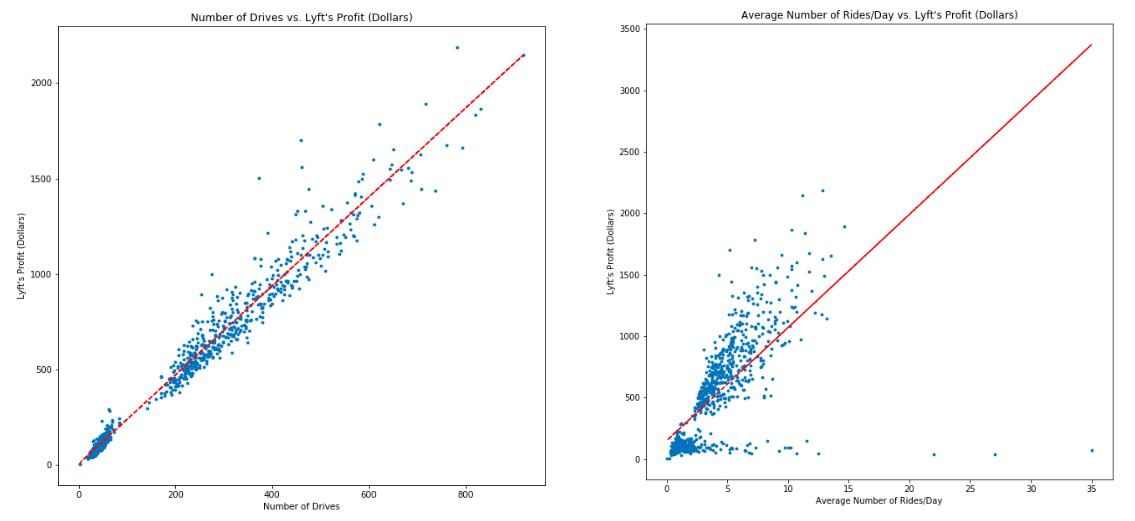 Number of Drives vs. Lyft's Profit (Dollars)
2000
1500
1000
500
0
Lyft's Profit (Dollars)
0 200 400 600 800
Number of Drives
Average Number of Rides/Day vs. Lyft's Profit (Dollars)
3500
3000
2500
2000
1500
1000
500
0
Lyft's Profit (Dollars)
0 5 10 15 20 25 30 35
Average Number of Rides/Day